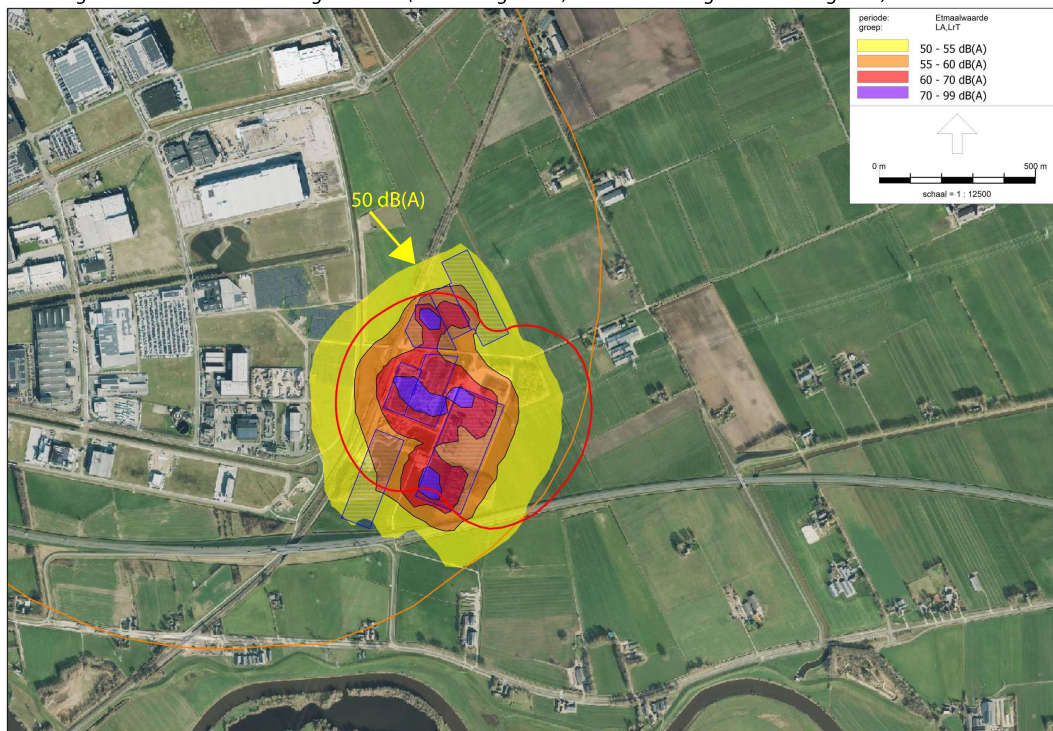 periode: Etmaalwaarde
groep: LA,LrT
50 - 55 dB(A)
55 - 60 dB(A)
60 - 70 dB(A)
70 - 99 dB(A)
0 m 500 m
schaal = 1 : 12500
50 dB(A)